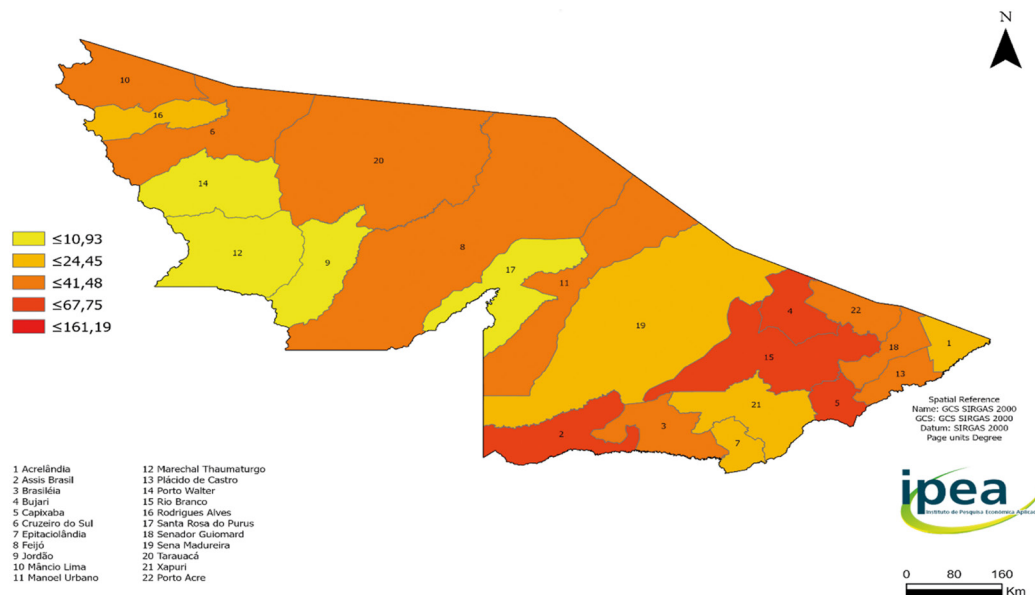 N
10
16
6
20
14
12
9
8
17
11
19
4
22
18
1
15
13
5
21
3
2
7
≤10,93
≤24,45
≤41,48
≤67,75
≤161,19
Spatial Reference
Name: GCS SIRGAS 2000
GCS: GCS SIRGAS 2000
Datum: SIRGAS 2000
Page units Degree
1 Acrelândia
2 Assis Brasil
3 Brasiléia
4 Bujari
5 Capixaba
6 Cruzeiro do Sul
7 Epitaciolândia
8 Feijó
9 Jordão
10 Mâncio Lima
11 Manoel Urbano
12 Marechal Thaumaturgo
13 Plácido de Castro
14 Porto Walter
15 Rio Branco
16 Rodrigues Alves
17 Santa Rosa do Purus
18 Senador Guiomard
19 Sena Madureira
20 Tarauacá
21 Xapuri
22 Porto Acre
ipea
Instituto de Pesquisa Econômica Aplicada
0 80 160
Km